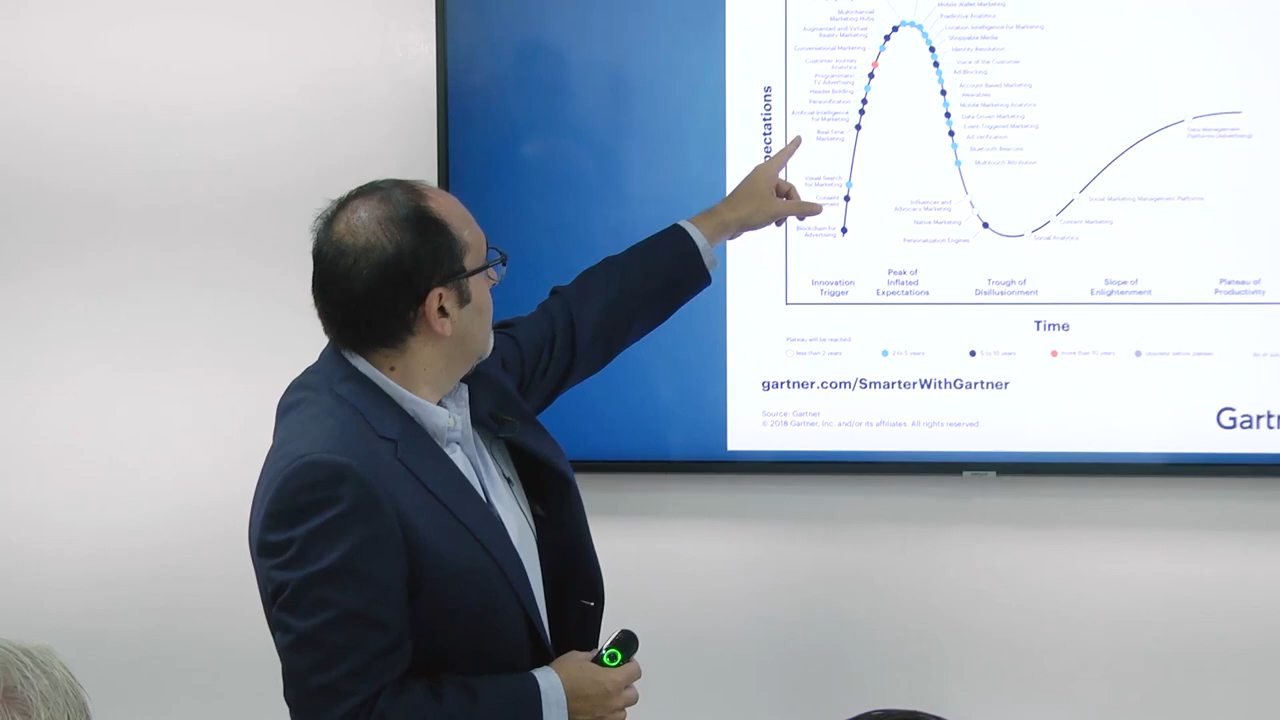 Mobile Wallet Marketing
Multichannel
Marketing Hubs
Predictive Analytics
Augmented and Virtual
Reality Marketing
Location Intelligence for Marketing
Shoppable Media
Conversational Marketing
Identity Resolution
Customer Journey
Analytics
Voice of the Customer
Programmatic
TV Advertising
Ad Blocking
Header Bidding
Account Based Marketing
Personification
Wearables
Mobile Marketing Analytics
Artificial Intelligence
for Marketing
Data Driven Marketing
Event Triggered Marketing
Real-Time
Marketing
Ad Verification
Data Management
Platforms (Advertising)
Bluetooth Beacons
Multitouch Attribution
Visual Search
for Marketing
Consent
Influencer and
Advocacy Marketing
Social Marketing Management Platforms
Native Marketing
Content Marketing
Blockchain for
Advertising
Personalization Engines
Social Analytics
pectations
Innovation
Trigger
Peak of
Inflated
Expectations
Trough of
Disillusionment
Slope of
Enlightenment
Plateau of
Productivity
Time
Plateau will be reached:
less than 2 years
2 to 5 years
5 to 10 years
more than 10 years
obsolete before plateau
As of
gartner.com/SmarterWithGartner
Source: Gartner
© 2018 Gartner, Inc. and/or its affiliates. All rights reserved.
Gartn